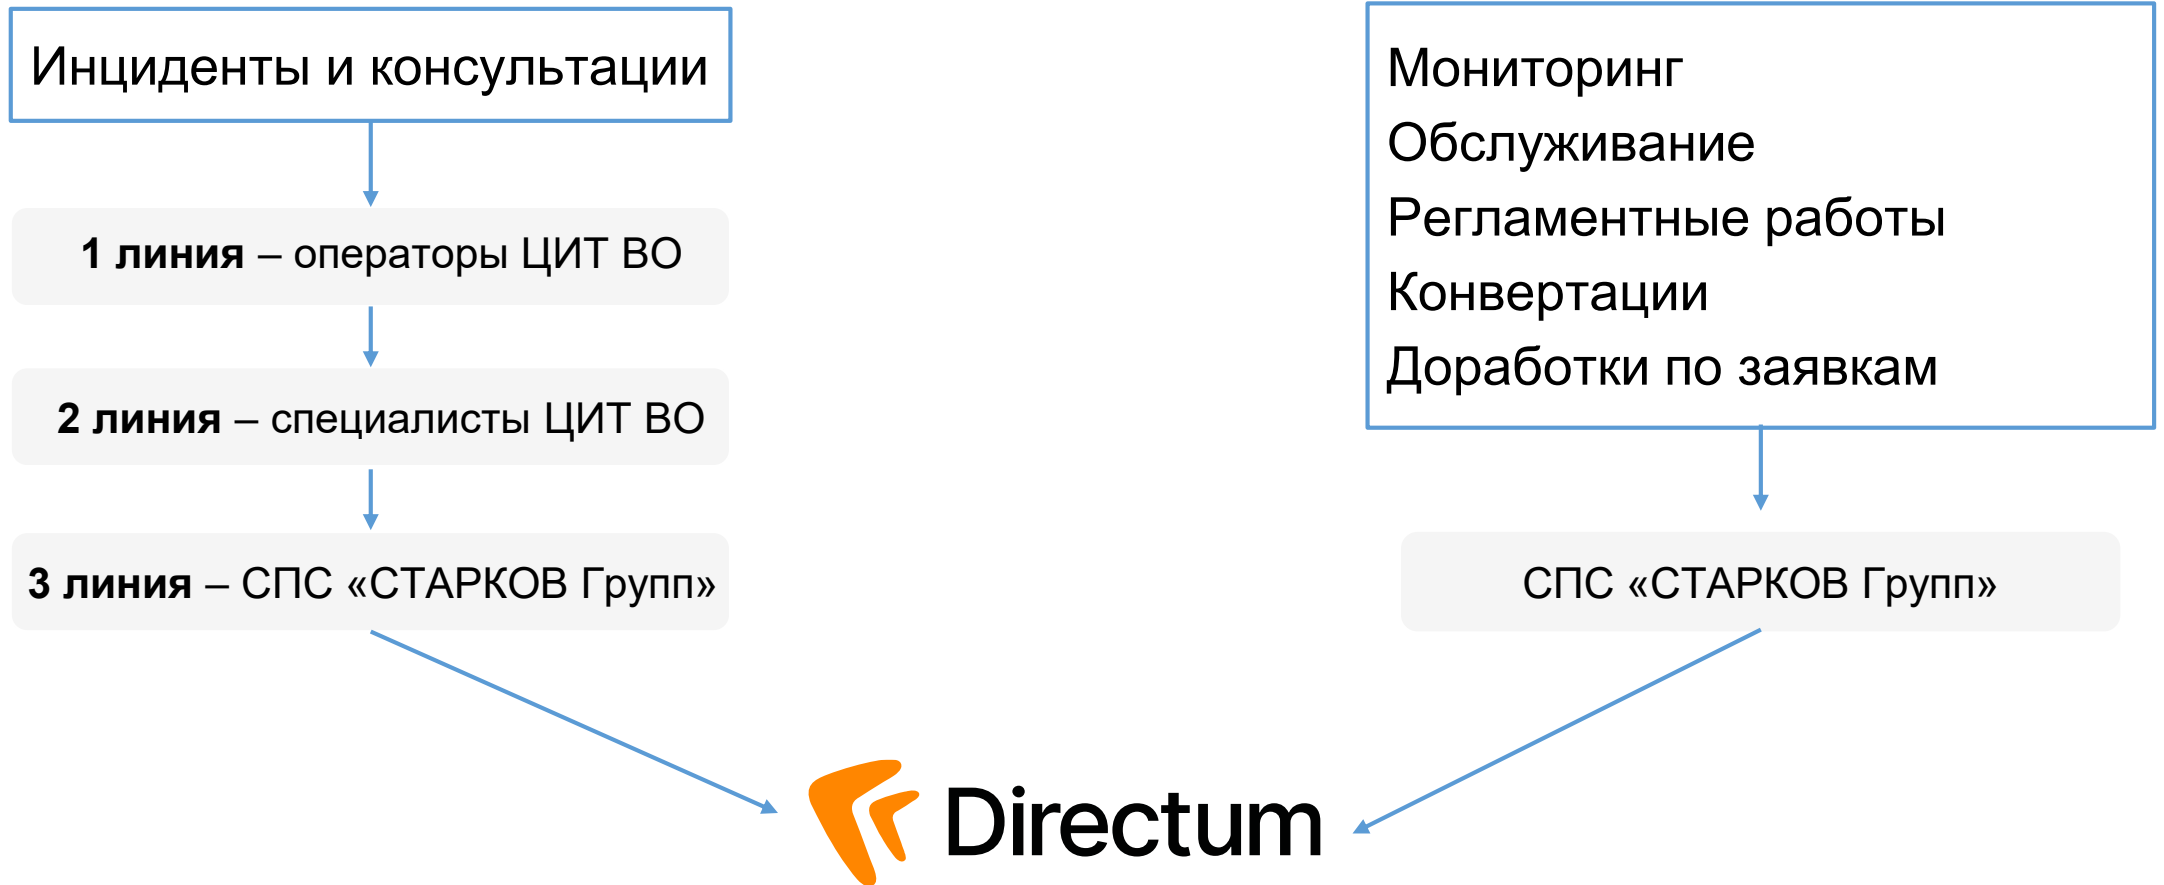 Инциденты и консультации
1 линия – операторы ЦИТ ВО
2 линия – специалисты ЦИТ ВО
3 линия – СПС «СТАРКОВ Групп»
Мониторинг
Обслуживание
Регламентные работы
Конвертации
Доработки по заявкам
СПС «СТАРКОВ Групп»
Directum